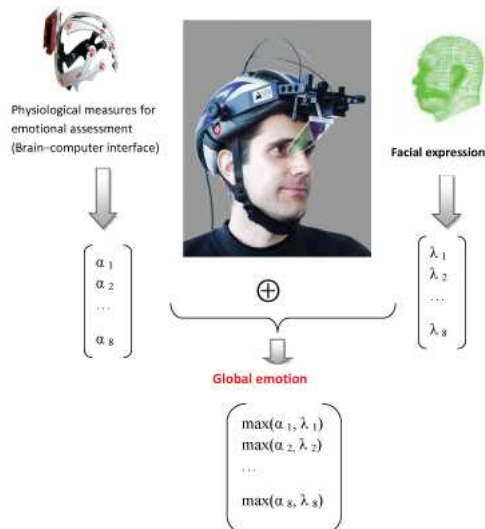 Physiological measures for
emotional assessment
(Brain–computer interface)
Facial expression
α 1
α 2
...
α 8
λ 1
λ 2
...
λ 8
⊕
Global emotion
max(α 1, λ 1)
max(α 2, λ 2)
...
max(α 8, λ 8)